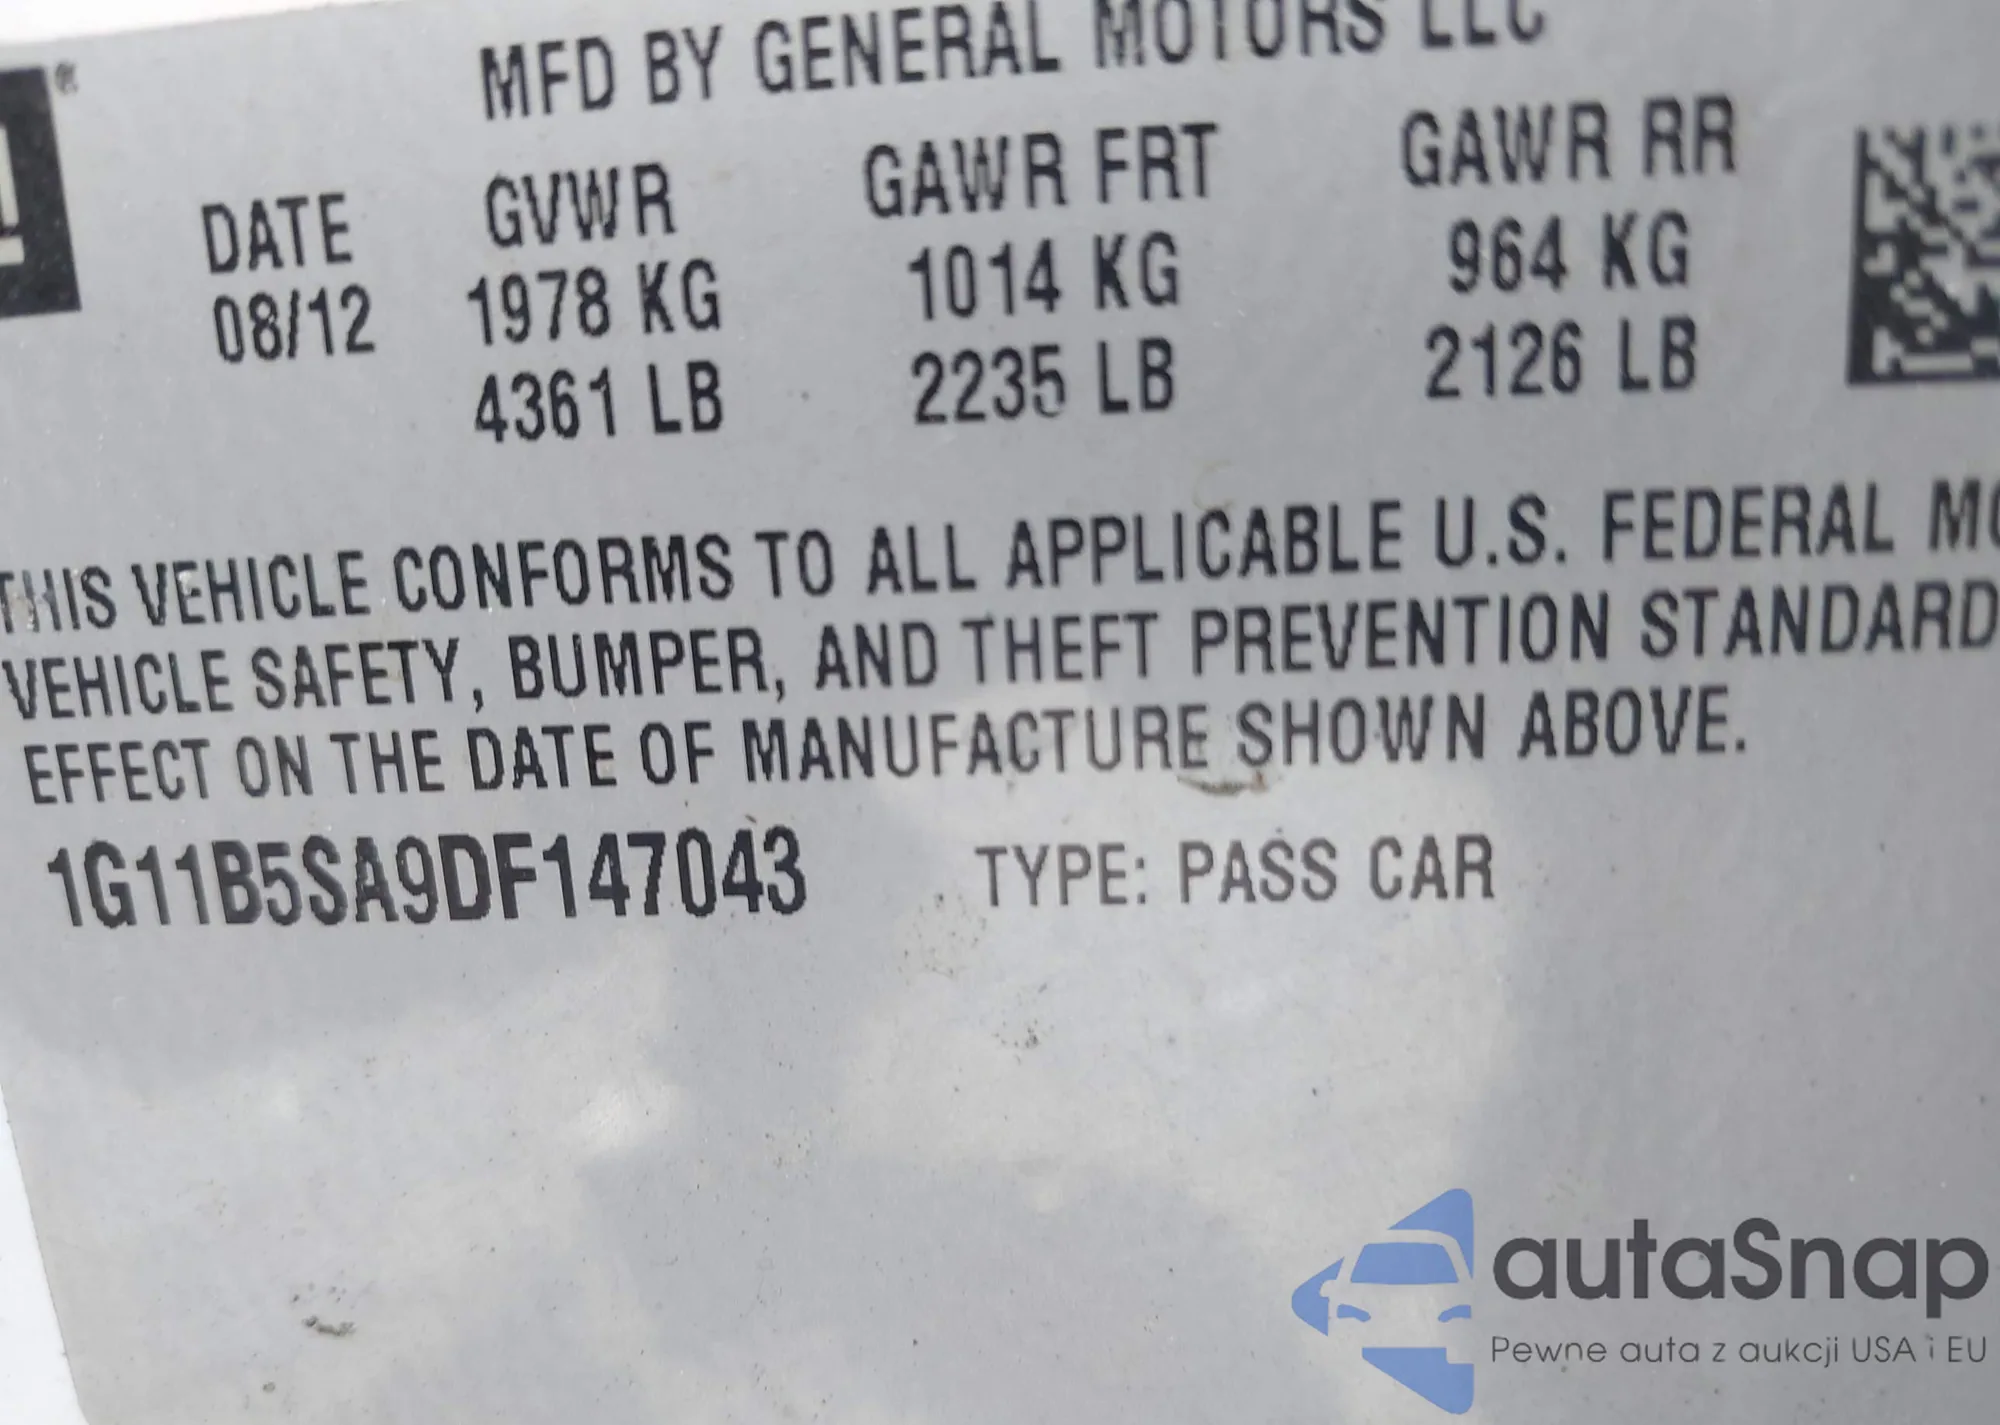 MFD BY GENERAL MOTORS LLC
DATE GVWR GAWR FRT GAWR RR
08/12 1978 KG 1014 KG 964 KG
4361 LB 2235 LB 2126 LB
THIS VEHICLE CONFORMS TO ALL APPLICABLE U.S. FEDERAL MO
VEHICLE SAFETY, BUMPER, AND THEFT PREVENTION STANDARD
EFFECT ON THE DATE OF MANUFACTURE SHOWN ABOVE.
1G11B5SA9DF147043 TYPE: PASS CAR
autaSnap
Pewne auta z aukcji USA i EU